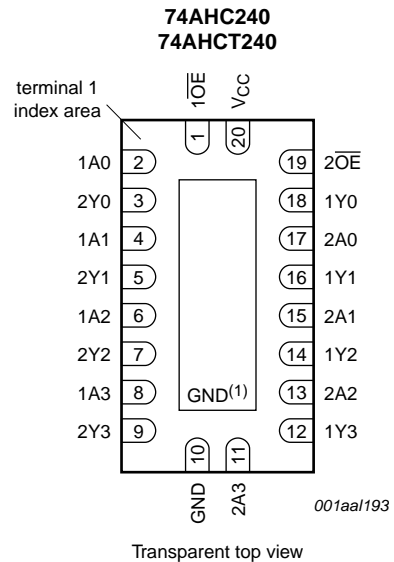 74AHC240
74AHCT240
terminal 1
index area
1OE
VCC
1
20
1A0 2
19 2OE
2Y0 3
18 1Y0
1A1 4
17 2A0
2Y1 5
16 1Y1
1A2 6
15 2A1
2Y2 7
14 1Y2
1A3 8
GND(1)
13 2A2
2Y3 9
12 1Y3
10
11
GND
2A3
001aal193
Transparent top view